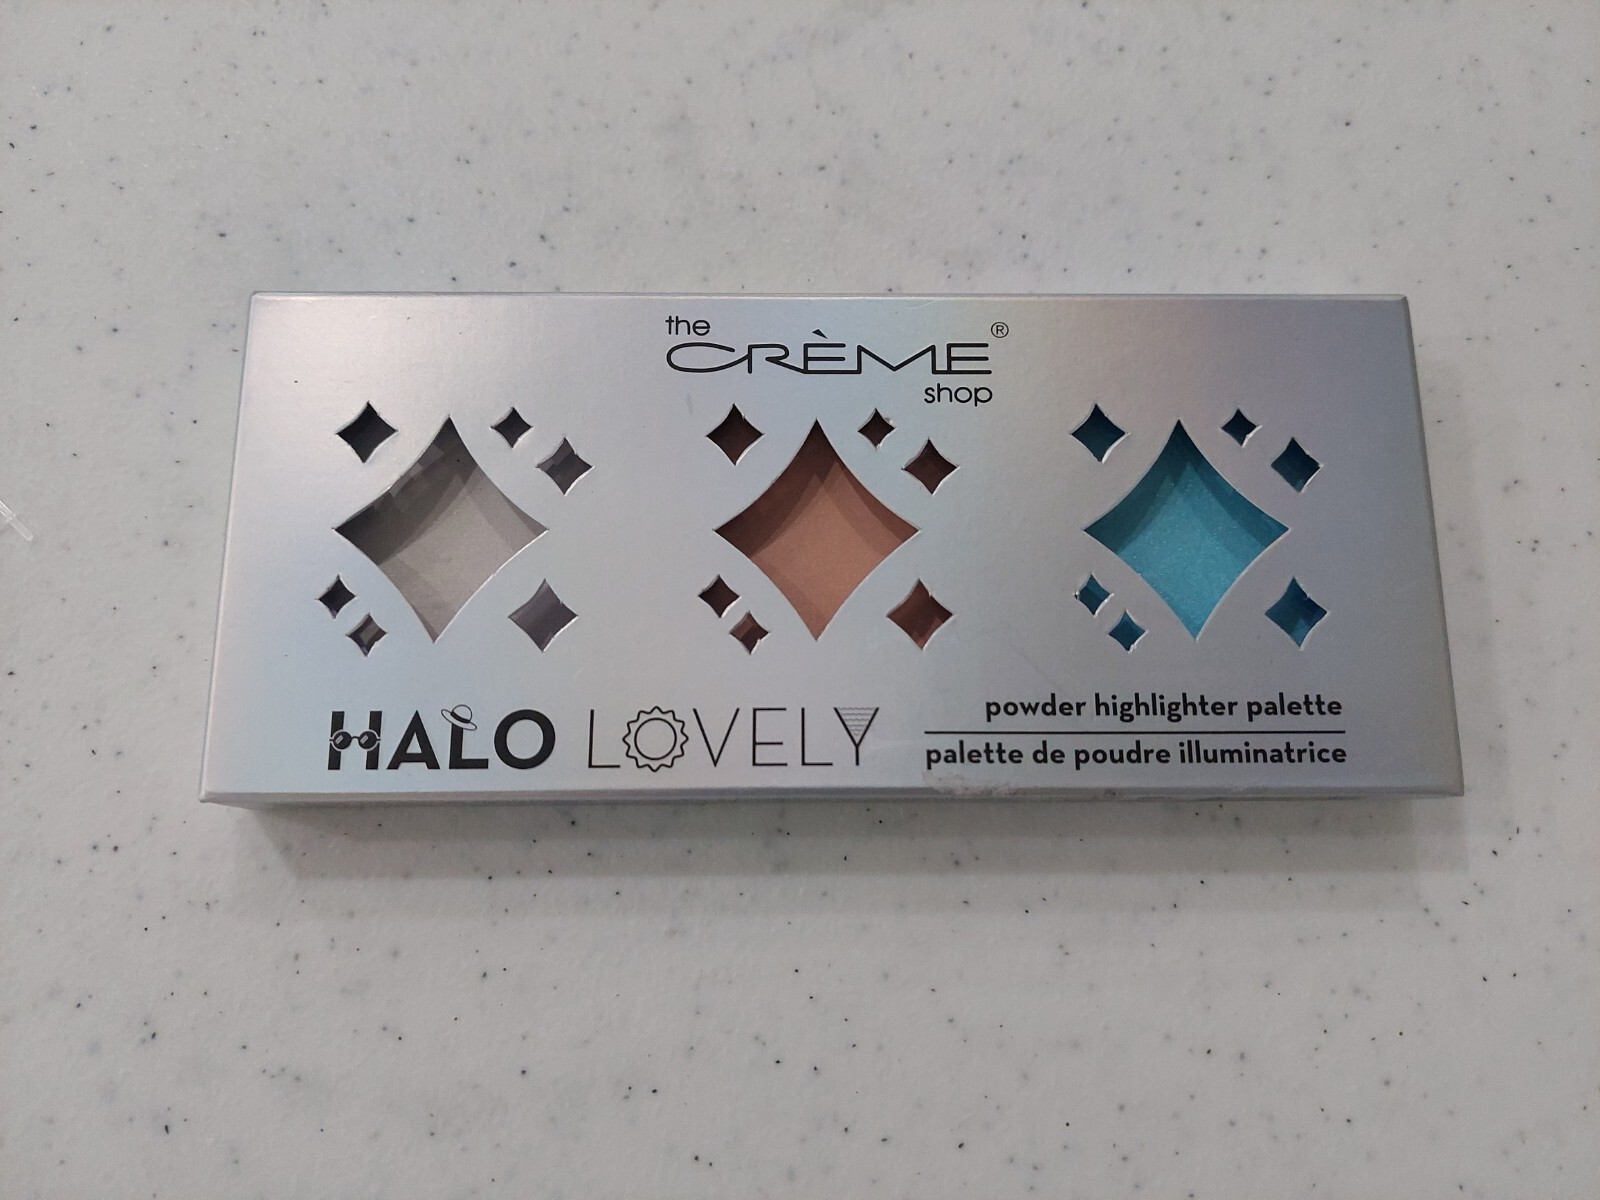 the
CRÈME®
shop
HALO LOVELY
powder highlighter palette
palette de poudre illuminatrice